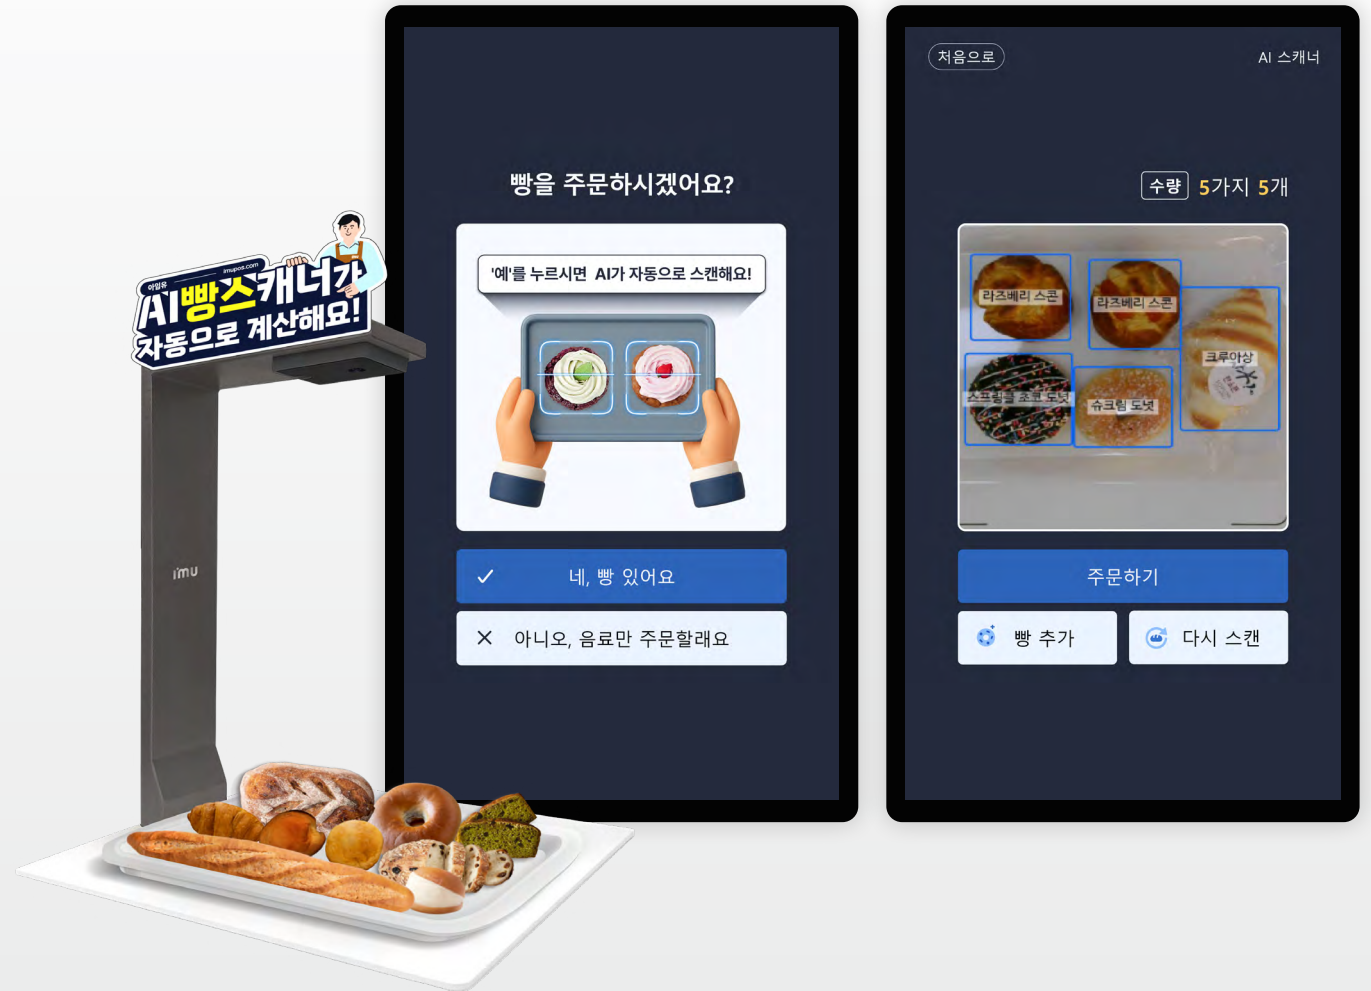 아임유
imupos.com
AI빵스캐너가
자동으로 계산해요!
imu
빵을 주문하시겠어요?
'예'를 누르시면 AI가 자동으로 스캔해요!
네, 빵 있어요
아니오, 음료만 주문할래요
처음으로
AI 스캐너
수량 5가지 5개
라즈베리 스콘
라즈베리 스콘
크루아상
스프링클 초코 도넛
슈크림 도넛
주문하기
빵 추가
다시 스캔